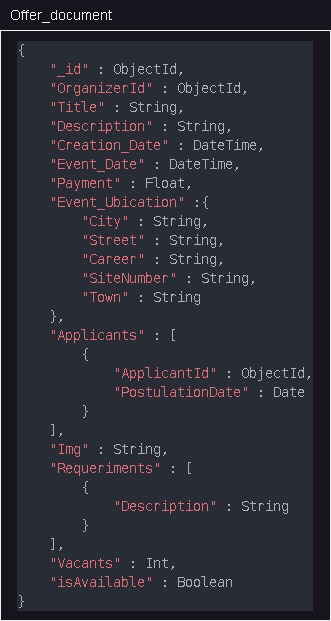 Offer_document
{
"_id" : ObjectId,
"OrganizerId" : ObjectId,
"Title" : String,
"Description" : String,
"Creation_Date" : DateTime,
"Event_Date" : DateTime,
"Payment" : Float,
"Event_Ubication" :{
"City" : String,
"Street" : String,
"Career" : String,
"SiteNumber" : String,
"Town" : String
},
"Applicants" : [
{
"ApplicantId" : ObjectId,
"PostulationDate" : Date
}
],
"Img" : String,
"Requeriments" : [
{
"Description" : String
}
],
"Vacants" : Int,
"isAvailable" : Boolean
}